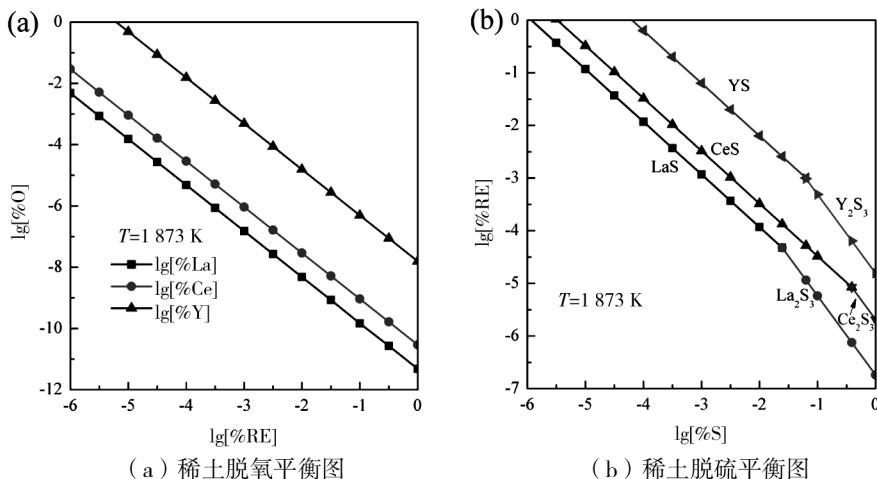 (a)
0
-2
-4
-6
-8
-10
-12
lg[%O]
T=1 873 K
lg[%La]
lg[%Ce]
lg[%Y]
-6 -5 -4 -3 -2 -1 0
lg[%RE]
(a)稀土脱氧平衡图
(b)
0
-1
-2
-3
-4
-5
-6
-7
lg[%RE]
YS
CeS
LaS
Y₂S₃
La₂S₃
Ce₂S₃
T=1 873 K
-6 -5 -4 -3 -2 -1 0
lg[%S]
(b)稀土脱硫平衡图